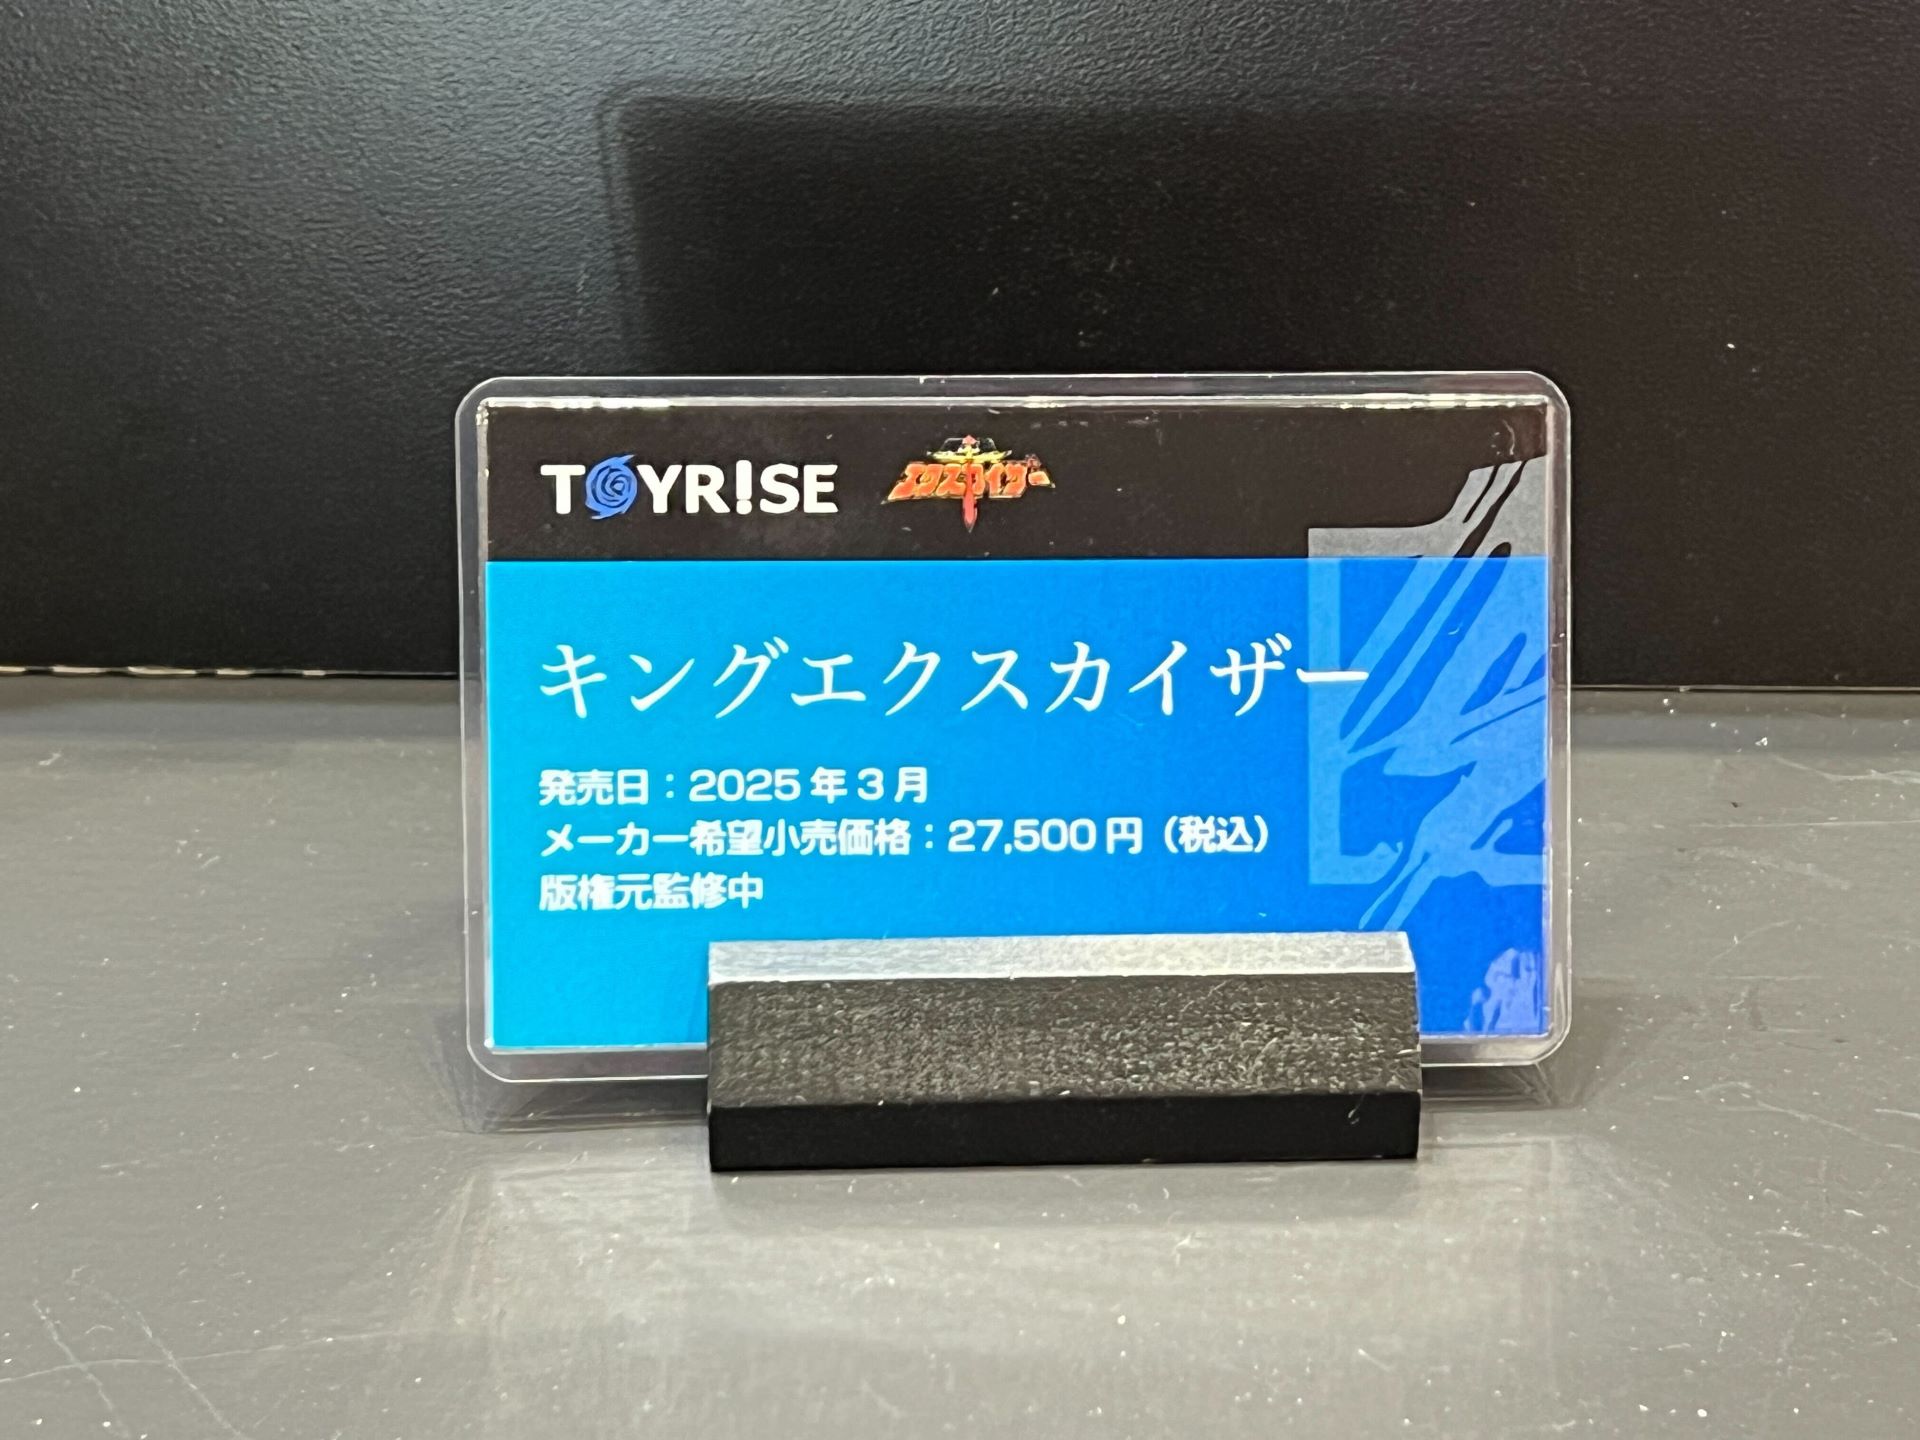 TOYR!SE
エクスカイザー
キングエクスカイザー
発売日：2025年3月
メーカー希望小売価格：27,500円（税込）
版権元監修中